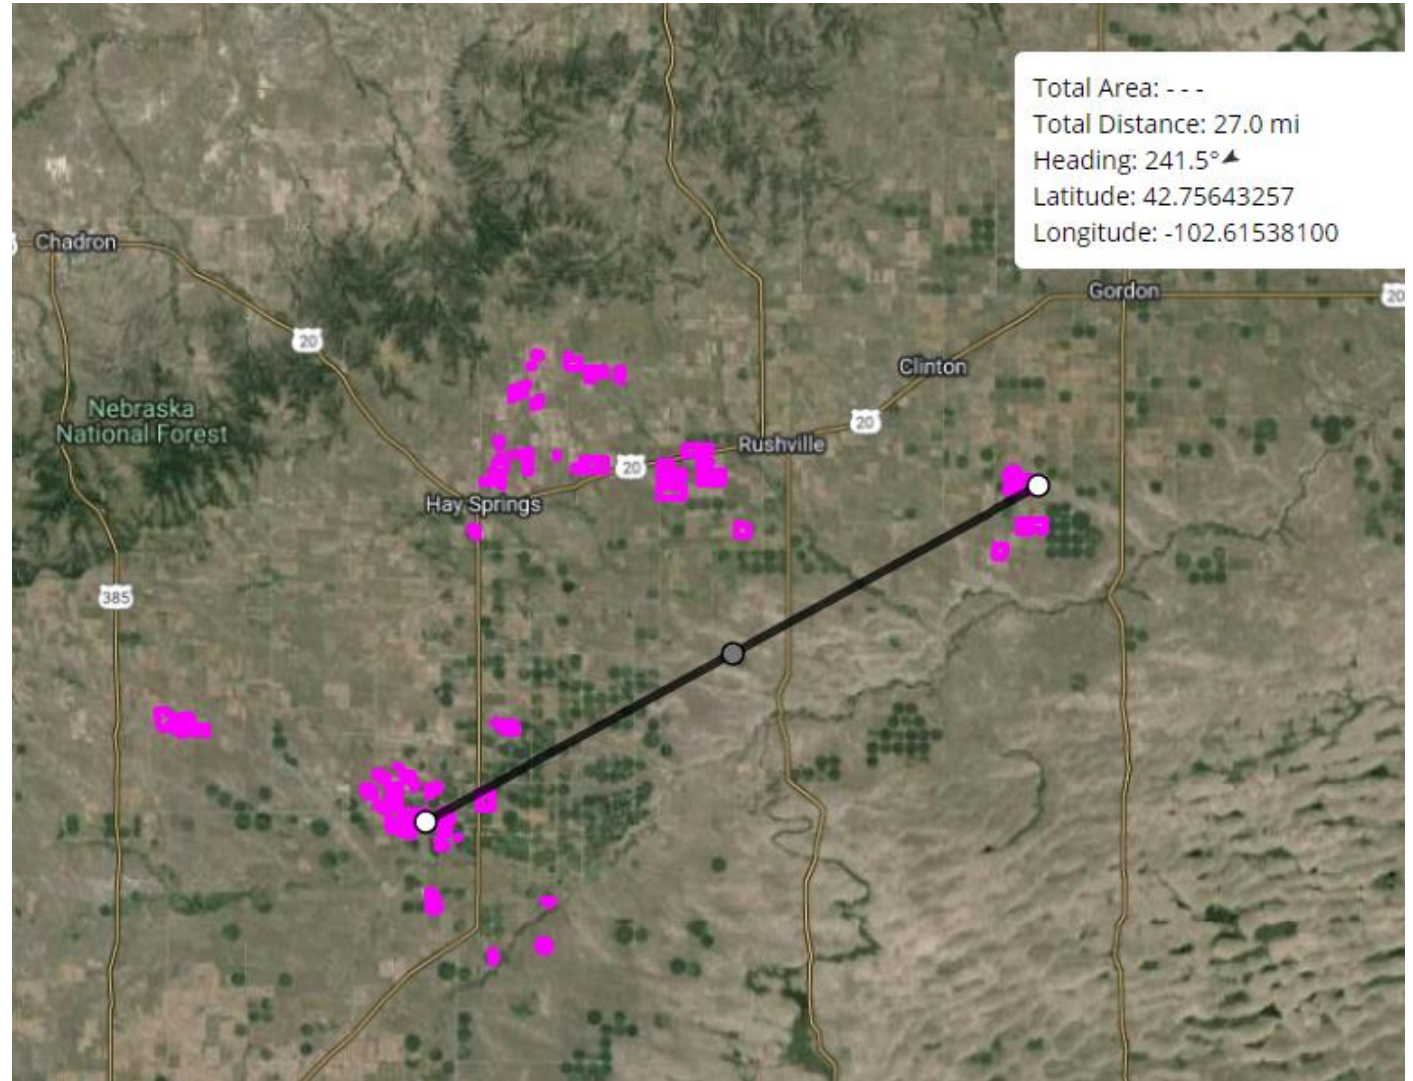 Total Area: - - -
Total Distance: 27.0 mi
Heading: 241.5°
Latitude: 42.75643257
Longitude: -102.61538100
Chadron
Gordon
20
20
Clinton
Nebraska
National Forest
20
Rushville
20
Hay Springs
385